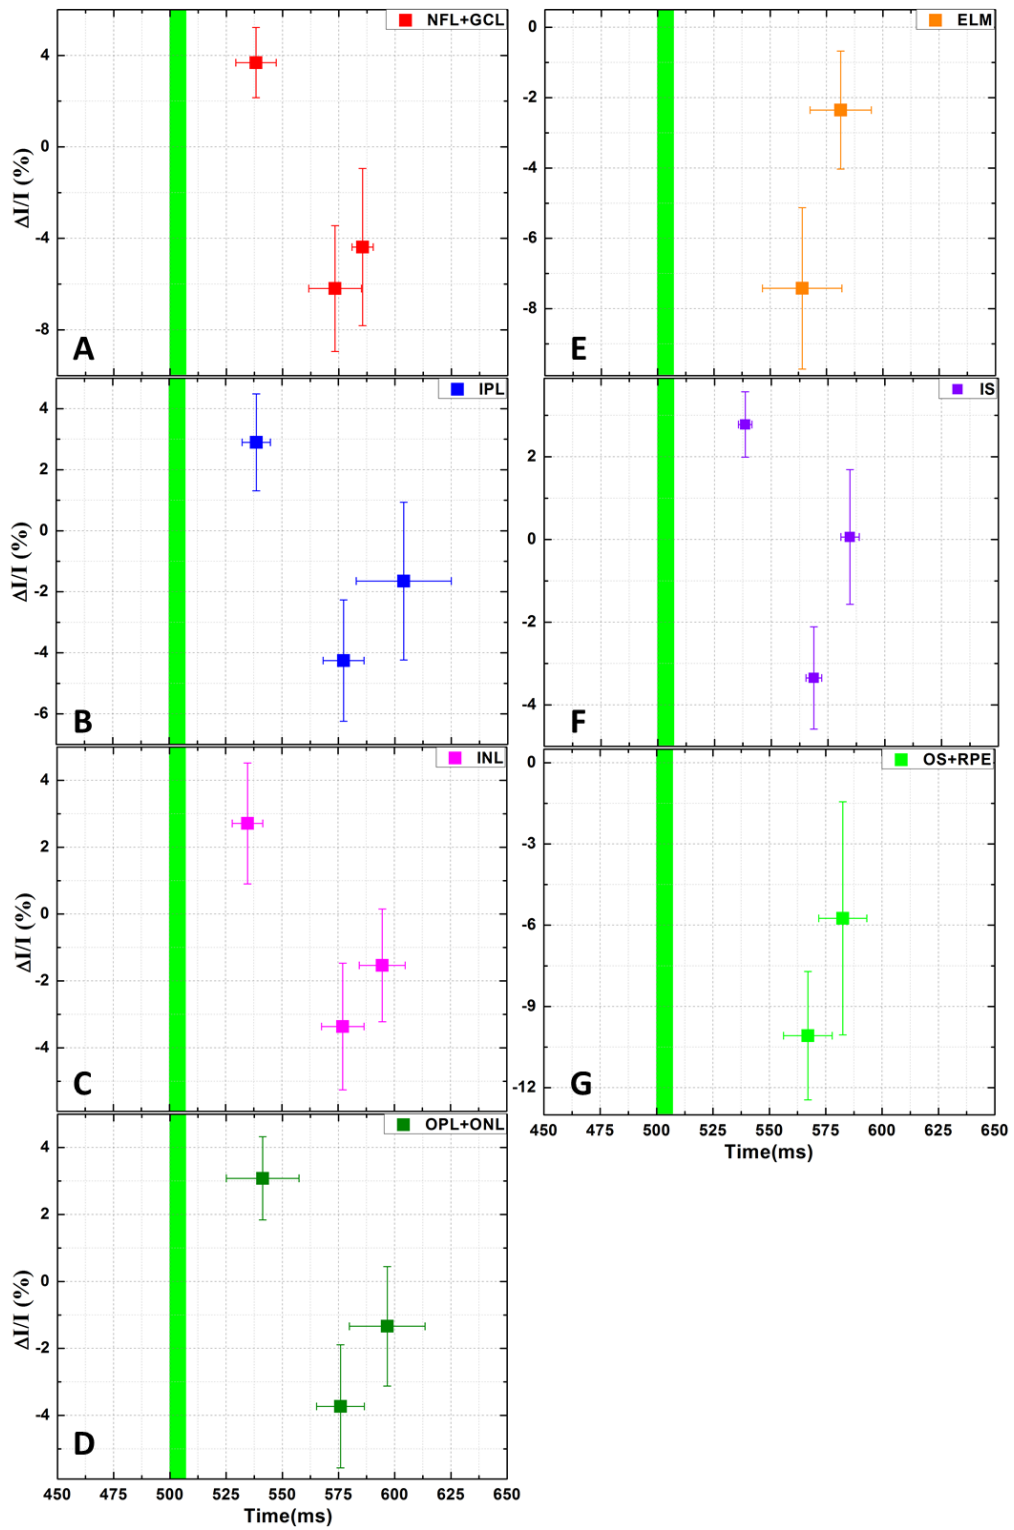 NFL+GCL
4
0
-4
-8
ΔI/I (%)
A
IPL
4
2
0
-2
-4
-6
ΔI/I (%)
B
INL
4
2
0
-2
-4
ΔI/I (%)
C
OPL+ONL
4
2
0
-2
-4
ΔI/I (%)
D
450 475 500 525 550 575 600 625 650
Time(ms)
ELM
0
-2
-4
-6
-8
E
IS
2
0
-2
-4
F
OS+RPE
0
-3
-6
-9
-12
G
450 475 500 525 550 575 600 625 650
Time(ms)